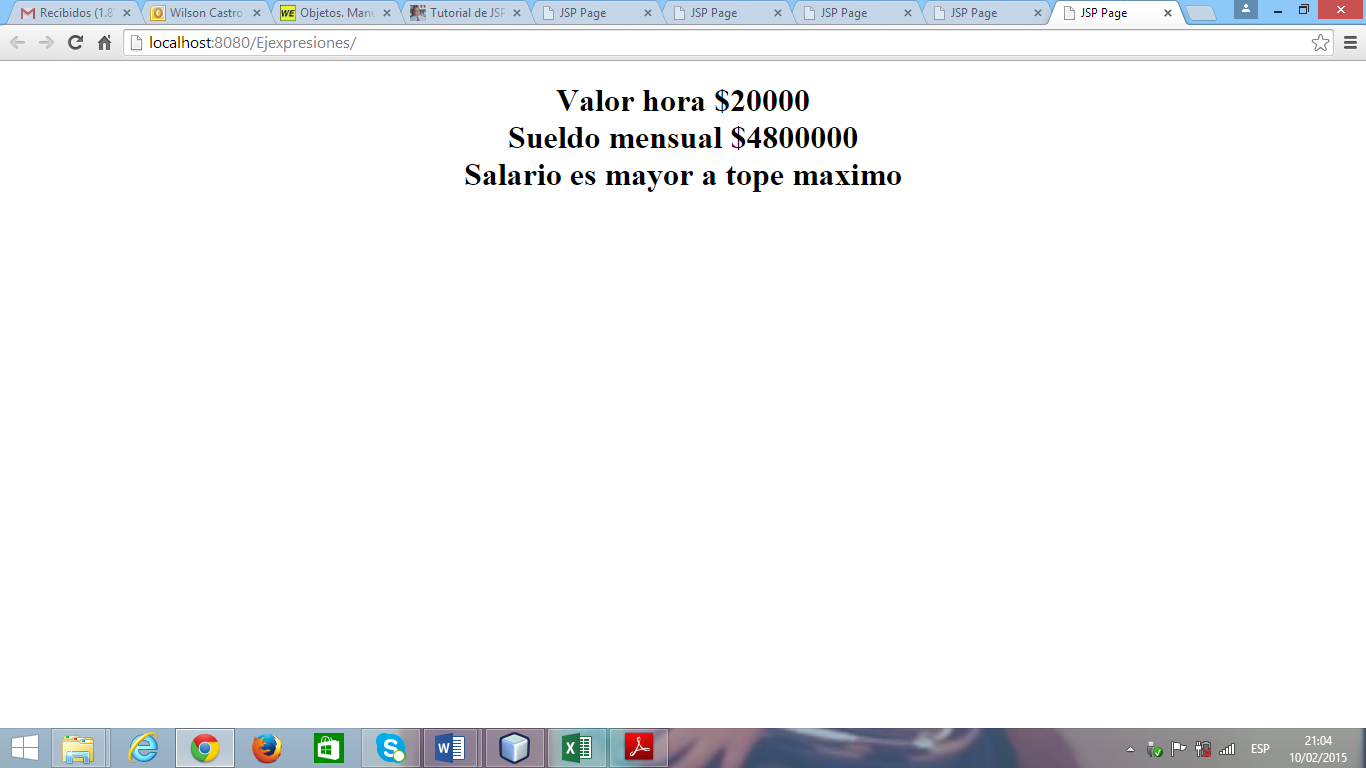 Recibidos (1.8
Wilson Castro
Objetos. Manu
Tutorial de JSP
JSP Page
JSP Page
JSP Page
JSP Page
JSP Page
localhost:8080/Ejexpresiones/
Valor hora $20000
Sueldo mensual $4800000
Salario es mayor a tope maximo
ESP
21:04
10/02/2015